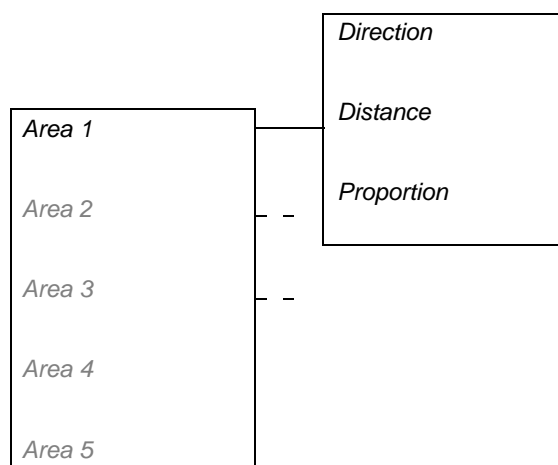 Direction
Distance
Proportion
Area 1
Area 2
Area 3
Area 4
Area 5